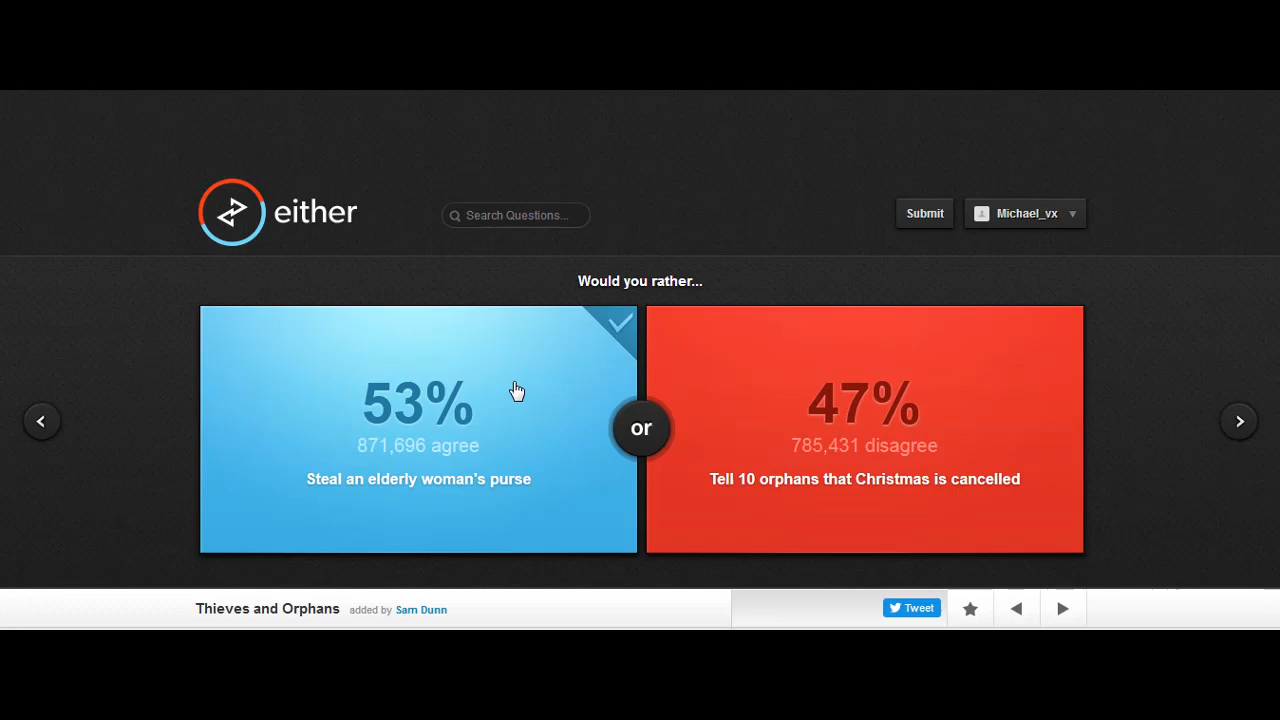 either
Search Questions...
Submit
Michael_vx
Would you rather...
53%
871,696 agree
Steal an elderly woman's purse
or
47%
785,431 disagree
Tell 10 orphans that Christmas is cancelled
Thieves and Orphans added by Sam Dunn
Tweet